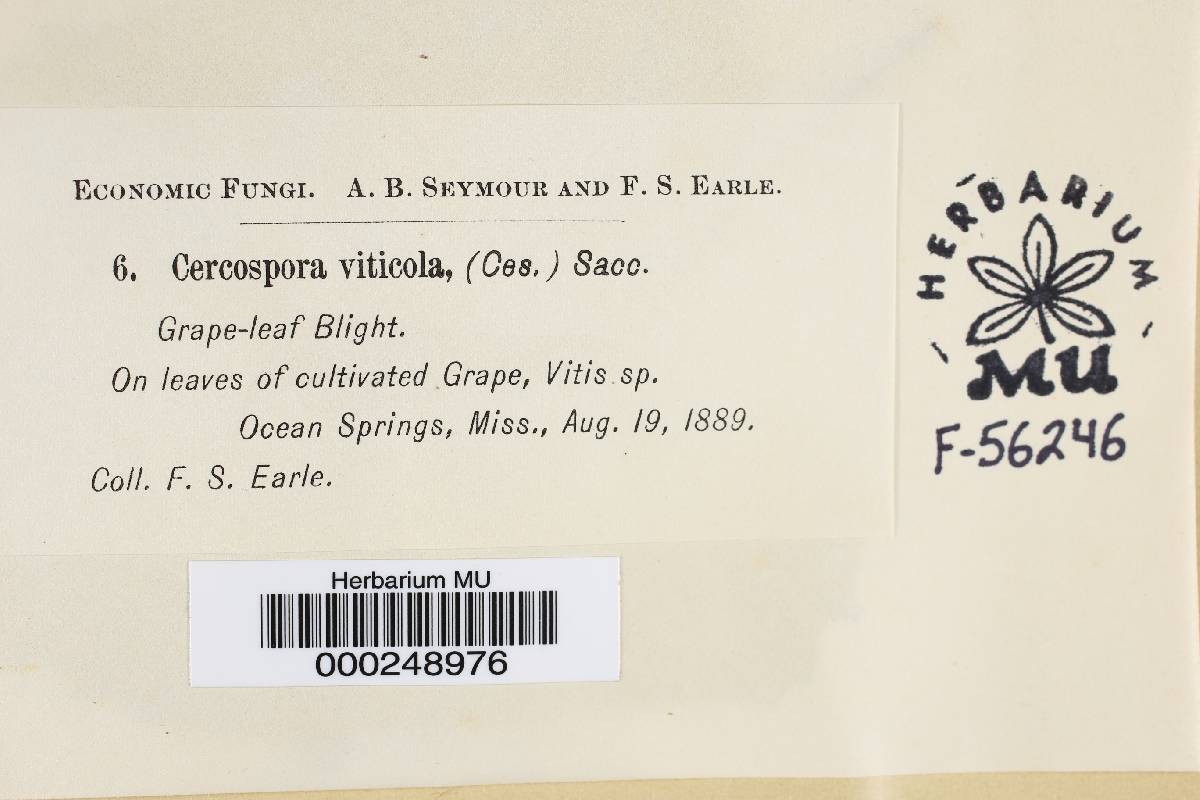 Economic Fungi. A. B. Seymour and F. S. Earle.
6. Cercospora viticola, (Ces.) Sacc.
Grape-leaf Blight.
On leaves of cultivated Grape, Vitis sp.
Ocean Springs, Miss., Aug. 19, 1889.
Coll. F. S. Earle.
Herbarium MU
000248976
HERBARIUM
MU
F-56246